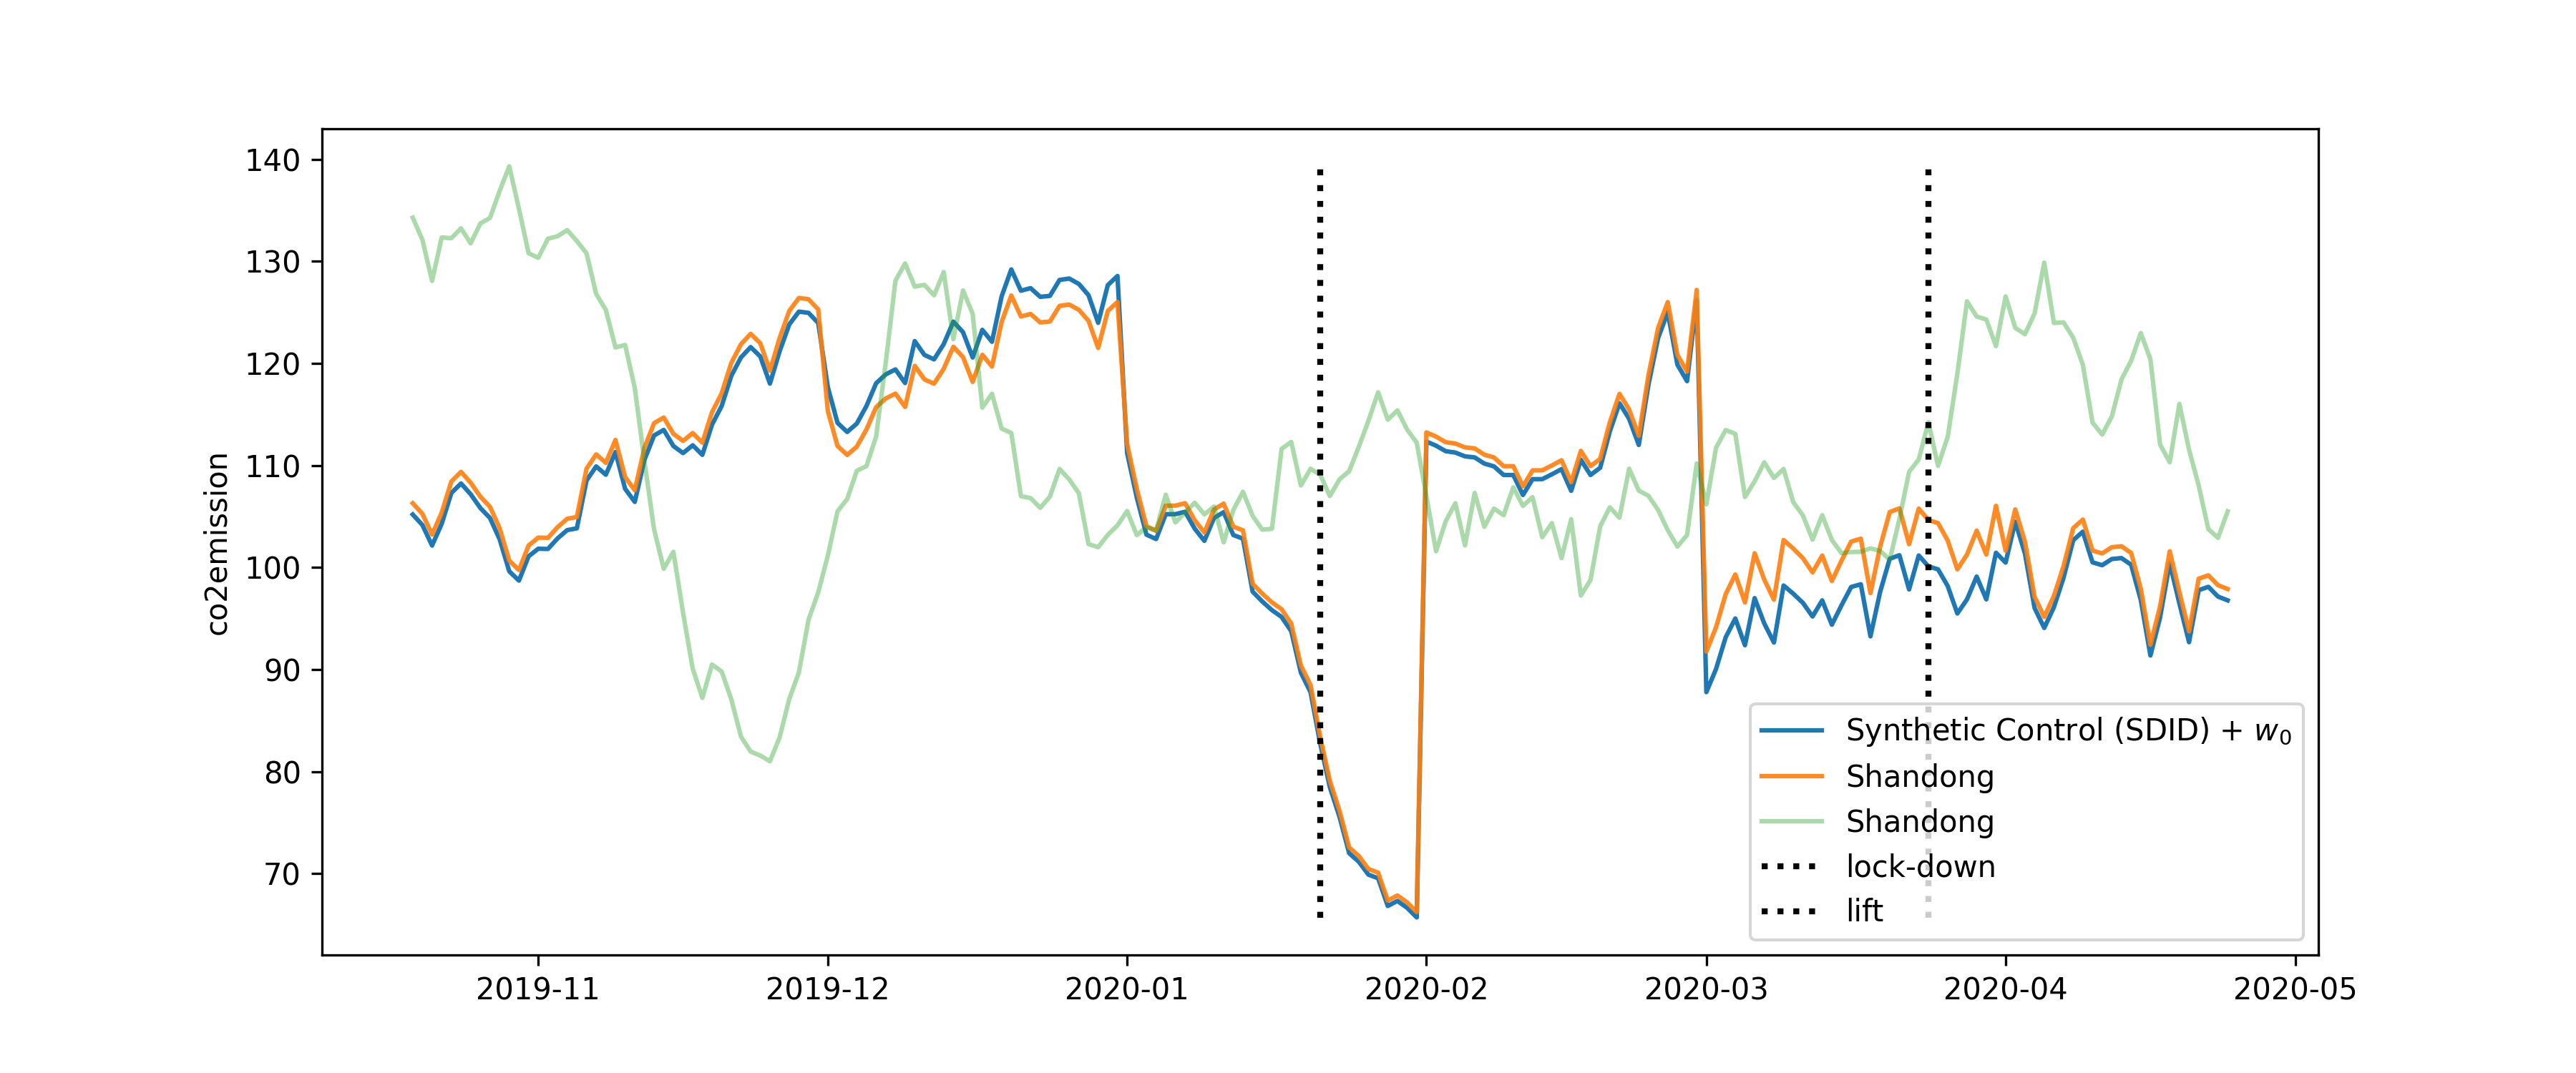 140
130
120
110
100
90
80
70
co2emission
2019-11 2019-12 2020-01 2020-02 2020-03 2020-04 2020-05
Synthetic Control (SDID) + w₀
Shandong
Shandong
lock-down
lift